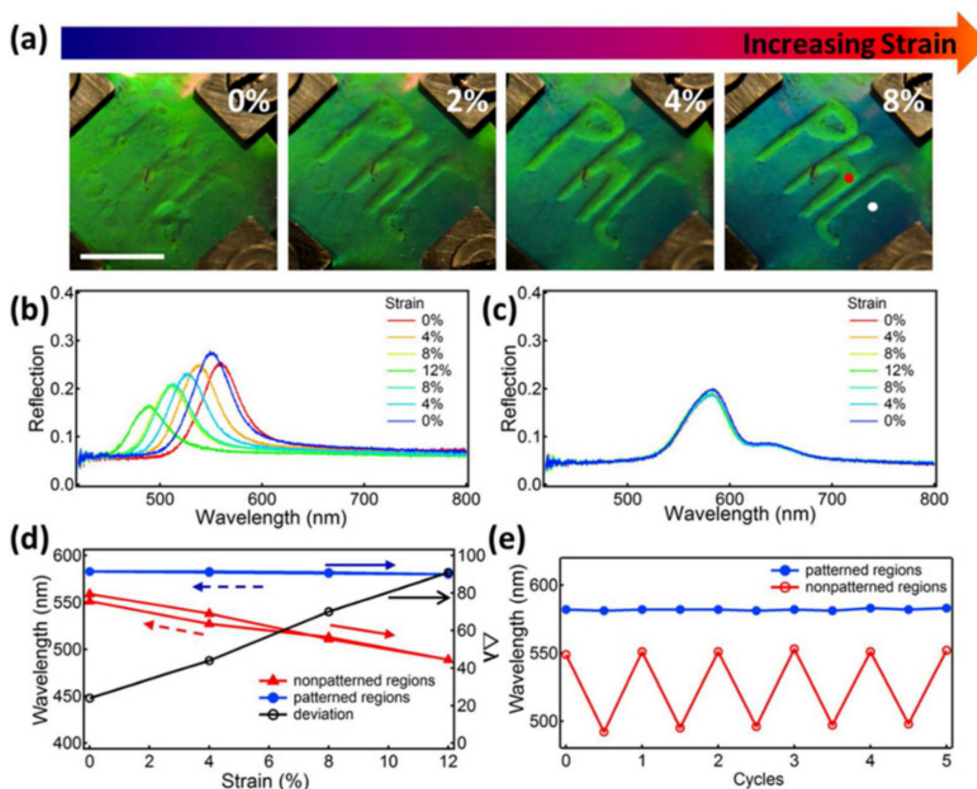 (a)
Increasing Strain
0%
2%
4%
8%
(b)
0.4
0.3
0.2
0.1
0.0
Reflection
500
600
700
800
Wavelength (nm)
Strain
0%
4%
8%
12%
8%
4%
0%
(c)
0.4
0.3
0.2
0.1
0.0
Reflection
500
600
700
800
Wavelength (nm)
Strain
0%
4%
8%
12%
8%
4%
0%
(d)
600
550
500
450
400
Wavelength (nm)
0
2
4
6
8
10
12
Strain (%)
100
80
60
40
20
0
Δλ
nonpatterned regions
patterned regions
deviation
(e)
600
550
500
Wavelength (nm)
0
1
2
3
4
5
Cycles
patterned regions
nonpatterned regions